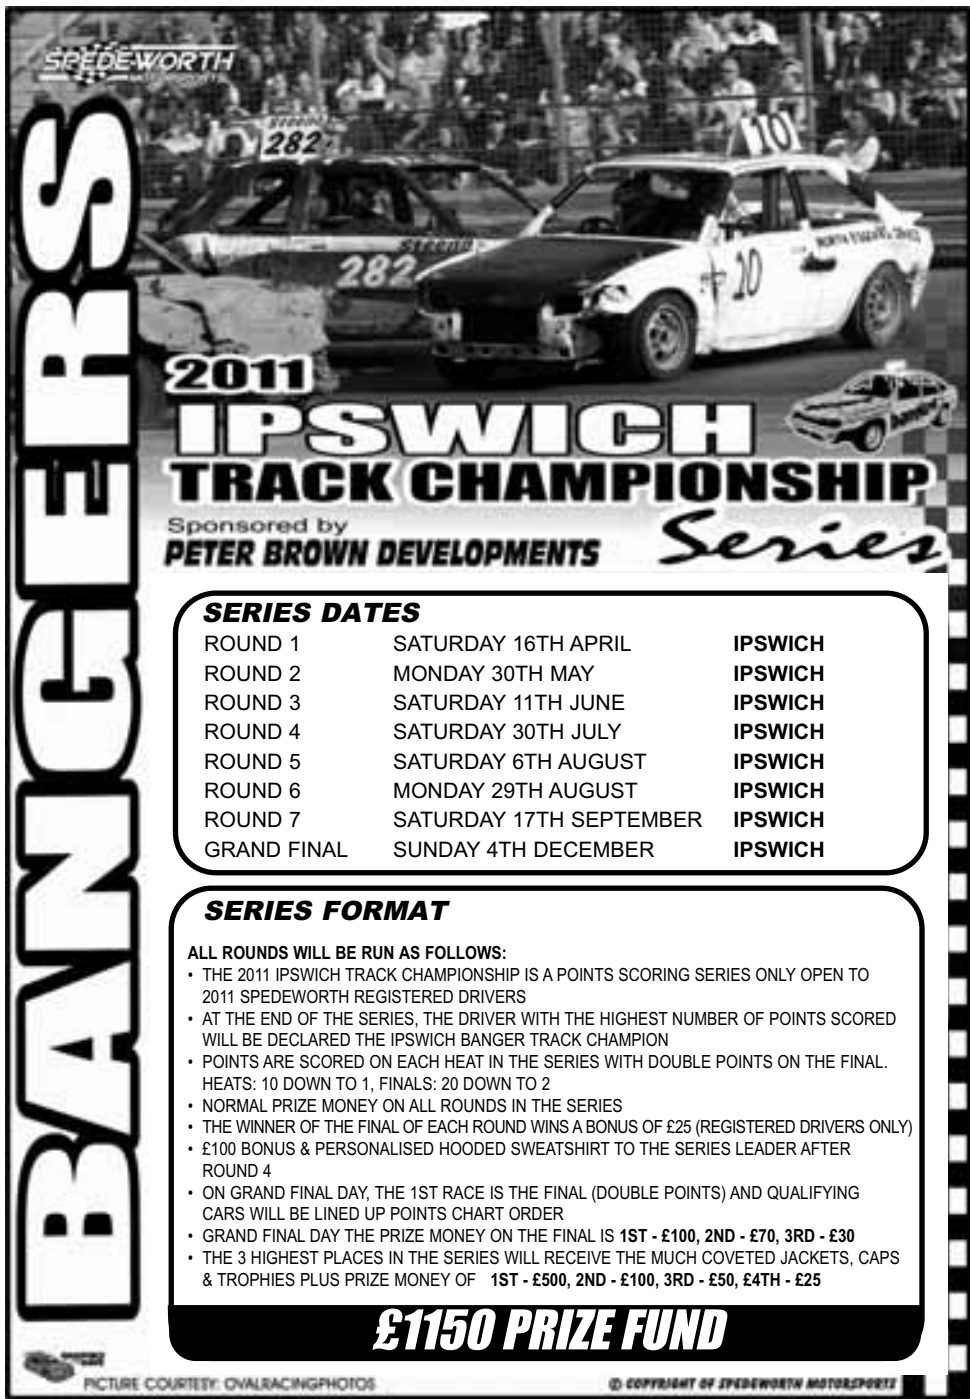 SPEDEWORTH
MOTORSPORTS
BANGERS
282
10
282
10
2011
IPSWICH
TRACK CHAMPIONSHIP
Series
Sponsored by
PETER BROWN DEVELOPMENTS
SERIES DATES
ROUND 1 SATURDAY 16TH APRIL IPSWICH
ROUND 2 MONDAY 30TH MAY IPSWICH
ROUND 3 SATURDAY 11TH JUNE IPSWICH
ROUND 4 SATURDAY 30TH JULY IPSWICH
ROUND 5 SATURDAY 6TH AUGUST IPSWICH
ROUND 6 MONDAY 29TH AUGUST IPSWICH
ROUND 7 SATURDAY 17TH SEPTEMBER IPSWICH
GRAND FINAL SUNDAY 4TH DECEMBER IPSWICH
SERIES FORMAT
ALL ROUNDS WILL BE RUN AS FOLLOWS:
• THE 2011 IPSWICH TRACK CHAMPIONSHIP IS A POINTS SCORING SERIES ONLY OPEN TO
2011 SPEDEWORTH REGISTERED DRIVERS
• AT THE END OF THE SERIES, THE DRIVER WITH THE HIGHEST NUMBER OF POINTS SCORED
WILL BE DECLARED THE IPSWICH BANGER TRACK CHAMPION
• POINTS ARE SCORED ON EACH HEAT IN THE SERIES WITH DOUBLE POINTS ON THE FINAL.
HEATS: 10 DOWN TO 1, FINALS: 20 DOWN TO 2
• NORMAL PRIZE MONEY ON ALL ROUNDS IN THE SERIES
• THE WINNER OF THE FINAL OF EACH ROUND WINS A BONUS OF £25 (REGISTERED DRIVERS ONLY)
• £100 BONUS & PERSONALISED HOODED SWEATSHIRT TO THE SERIES LEADER AFTER
ROUND 4
• ON GRAND FINAL DAY, THE 1ST RACE IS THE FINAL (DOUBLE POINTS) AND QUALIFYING
CARS WILL BE LINED UP POINTS CHART ORDER
• GRAND FINAL DAY THE PRIZE MONEY ON THE FINAL IS 1ST - £100, 2ND - £70, 3RD - £30
• THE 3 HIGHEST PLACES IN THE SERIES WILL RECEIVE THE MUCH COVETED JACKETS, CAPS
& TROPHIES PLUS PRIZE MONEY OF 1ST - £500, 2ND - £100, 3RD - £50, £4TH - £25
£1150 PRIZE FUND
PICTURE COURTESY: OVALRACINGPHOTOS
© COPYRIGHT OF SPEDEWORTH MOTORSPORTS